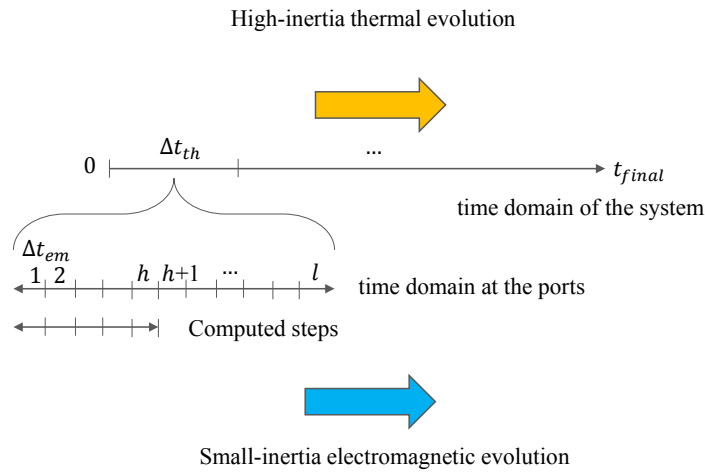 High-inertia thermal evolution
Δt_th ...
0 t_final
time domain of the system
Δt_em
1 2 h h+1 ... l
time domain at the ports
Computed steps
Small-inertia electromagnetic evolution